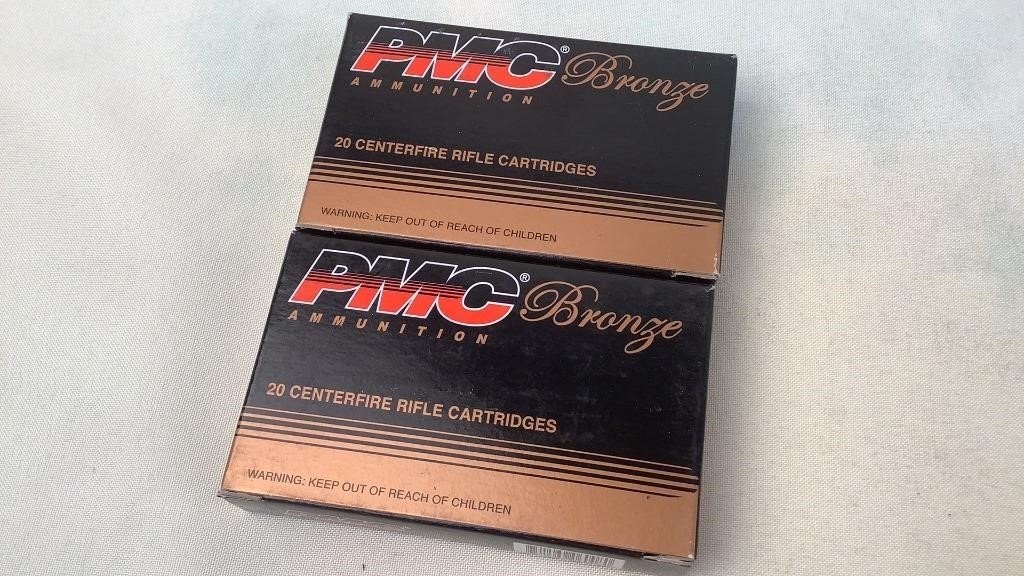 PMC® Bronze
AMMUNITION
20 CENTERFIRE RIFLE CARTRIDGES
WARNING: KEEP OUT OF REACH OF CHILDREN
PMC® Bronze
AMMUNITION
20 CENTERFIRE RIFLE CARTRIDGES
WARNING: KEEP OUT OF REACH OF CHILDREN